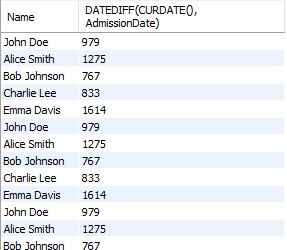 Name DATEDIFF(CURDATE(),
AdmissionDate)
John Doe 979
Alice Smith 1275
Bob Johnson 767
Charlie Lee 833
Emma Davis 1614
John Doe 979
Alice Smith 1275
Bob Johnson 767
Charlie Lee 833
Emma Davis 1614
John Doe 979
Alice Smith 1275
Bob Johnson 767